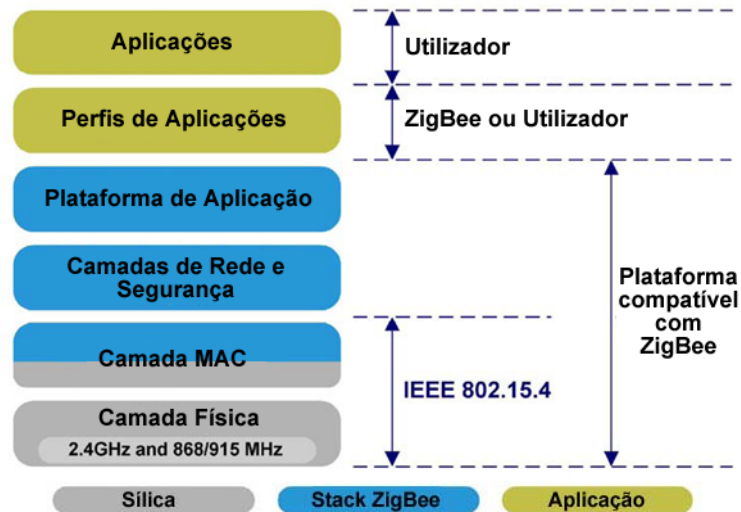 Aplicações
Utilizador
Perfis de Aplicações
ZigBee ou Utilizador
Plataforma de Aplicação
Camadas de Rede e
Segurança
Plataforma
compatível
com
ZigBee
Camada MAC
IEEE 802.15.4
Camada Física
2.4GHz and 868/915 MHz
Sílica
Stack ZigBee
Aplicação